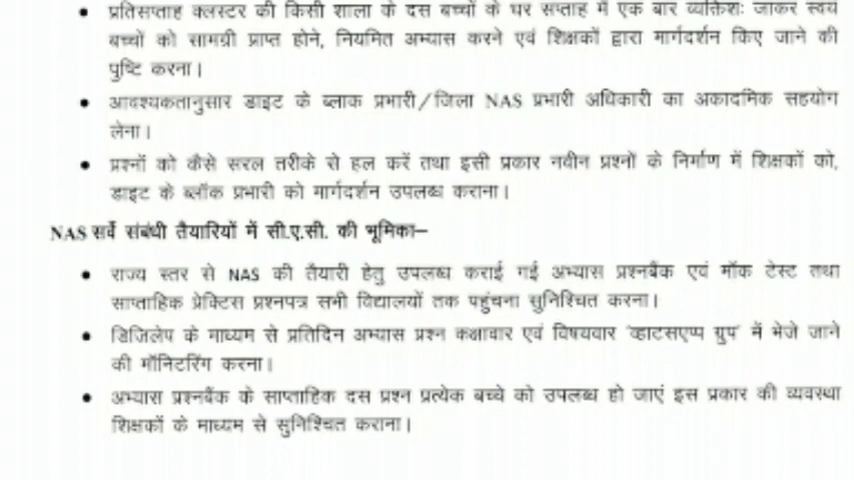 प्रतिसप्ताह क्लस्टर की किसी शाला के दस बच्चों के घर सप्ताह में एक बार व्यक्तिशः जाकर स्वयं
बच्चों को सामग्री प्राप्त होने, नियमित अभ्यास करने एवं शिक्षकों द्वारा मार्गदर्शन किए जाने की
पुष्टि करना।
आवश्यकतानुसार डाइट के ब्लाक प्रभारी/जिला NAS प्रभारी अधिकारी का अकादमिक सहयोग
लेना।
प्रश्नों को कैसे सरल तरीके से हल करें तथा इसी प्रकार नवीन प्रश्नों के निर्माण में शिक्षकों को,
डाइट के ब्लॉक प्रभारी को मार्गदर्शन उपलब्ध कराना।
NAS सर्वे संबंधी तैयारियों में सी.ए.सी. की भूमिका–
राज्य स्तर से NAS की तैयारी हेतु उपलब्ध कराई गई अभ्यास प्रश्नबैंक एवं मॉक टेस्ट तथा
साप्ताहिक प्रेक्टिस प्रश्नपत्र सभी विद्यालयों तक पहुंचना सुनिश्चित करना।
डिजिलेप के माध्यम से प्रतिदिन अभ्यास प्रश्न कक्षावार एवं विषयवार 'व्हाटसएप्प ग्रुप' में भेजे जाने
की मॉनिटरिंग करना।
अभ्यास प्रश्नबैंक के साप्ताहिक दस प्रश्न प्रत्येक बच्चे को उपलब्ध हो जाएं इस प्रकार की व्यवस्था
शिक्षकों के माध्यम से सुनिश्चित कराना।